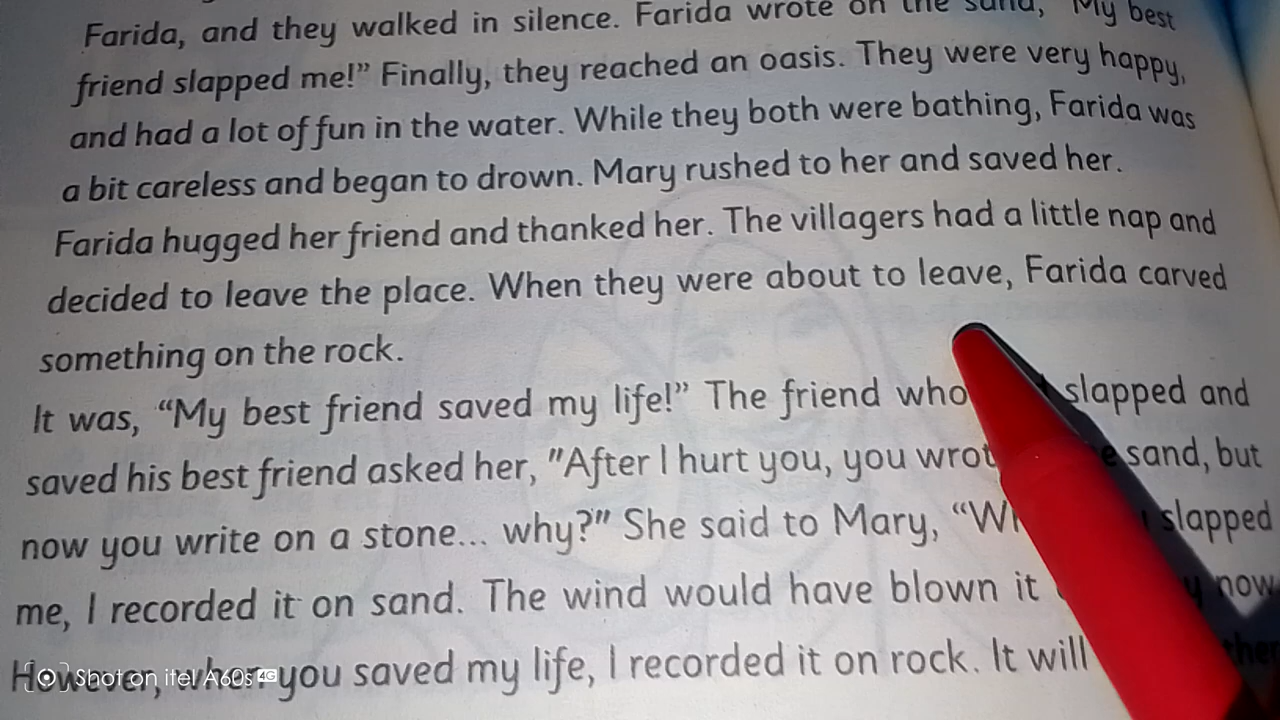 Farida, and they walked in silence. Farida wrote on the sand, "My best
friend slapped me!" Finally, they reached an oasis. They were very happy,
and had a lot of fun in the water. While they both were bathing, Farida was
a bit careless and began to drown. Mary rushed to her and saved her.
Farida hugged her friend and thanked her. The villagers had a little nap and
decided to leave the place. When they were about to leave, Farida carved
something on the rock.
It was, "My best friend saved my life!" The friend who slapped and
saved his best friend asked her, "After I hurt you, you sand, but
now you write on a stone... why?" She said to Mary, slapped
me, I recorded it on sand. The wind would have blown it now.
However, when you saved my life, I recorded it on rock. It will
Shot on itel A60s 4G